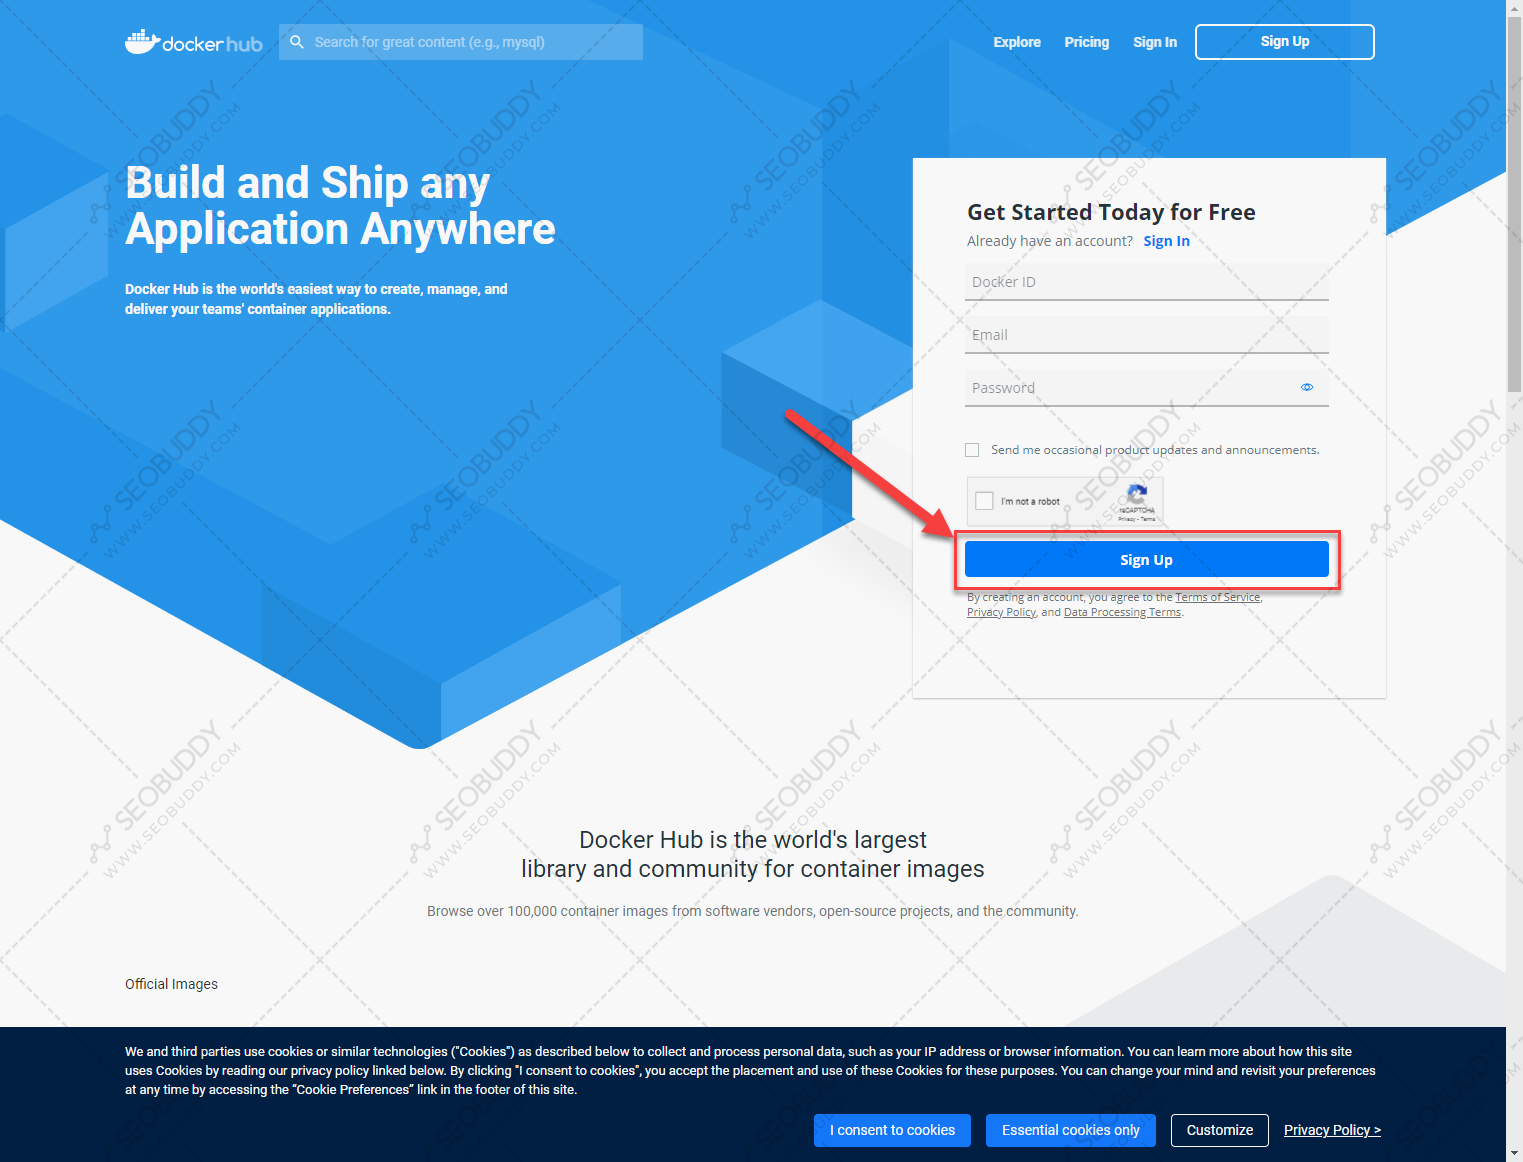 docker hub
Search for great content (e.g., mysql)
Explore
Pricing
Sign In
Sign Up
Build and Ship any
Application Anywhere
Docker Hub is the world's easiest way to create, manage, and
deliver your teams' container applications.
Get Started Today for Free
Already have an account? Sign In
Docker ID
Email
Password
Send me occasional product updates and announcements.
I'm not a robot
reCAPTCHA
Privacy - Terms
Sign Up
By creating an account, you agree to the Terms of Service,
Privacy Policy, and Data Processing Terms.
Docker Hub is the world's largest
library and community for container images
Browse over 100,000 container images from software vendors, open-source projects, and the community.
Official Images
We and third parties use cookies or similar technologies ("Cookies") as described below to collect and process personal data, such as your IP address or browser information. You can learn more about how this site
uses Cookies by reading our privacy policy linked below. By clicking "I consent to cookies", you accept the placement and use of these Cookies for these purposes. You can change your mind and revisit your preferences
at any time by accessing the “Cookie Preferences” link in the footer of this site.
I consent to cookies
Essential cookies only
Customize
Privacy Policy >
SEOBUDDY
WWW.SEOBUDDY.COM